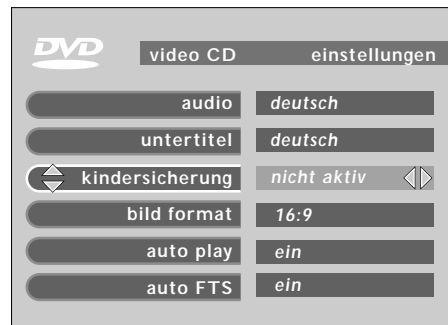 DVD
video CD einstellungen
audio deutsch
untertitel deutsch
kindersicherung nicht aktiv
bild format 16:9
auto play ein
auto FTS ein